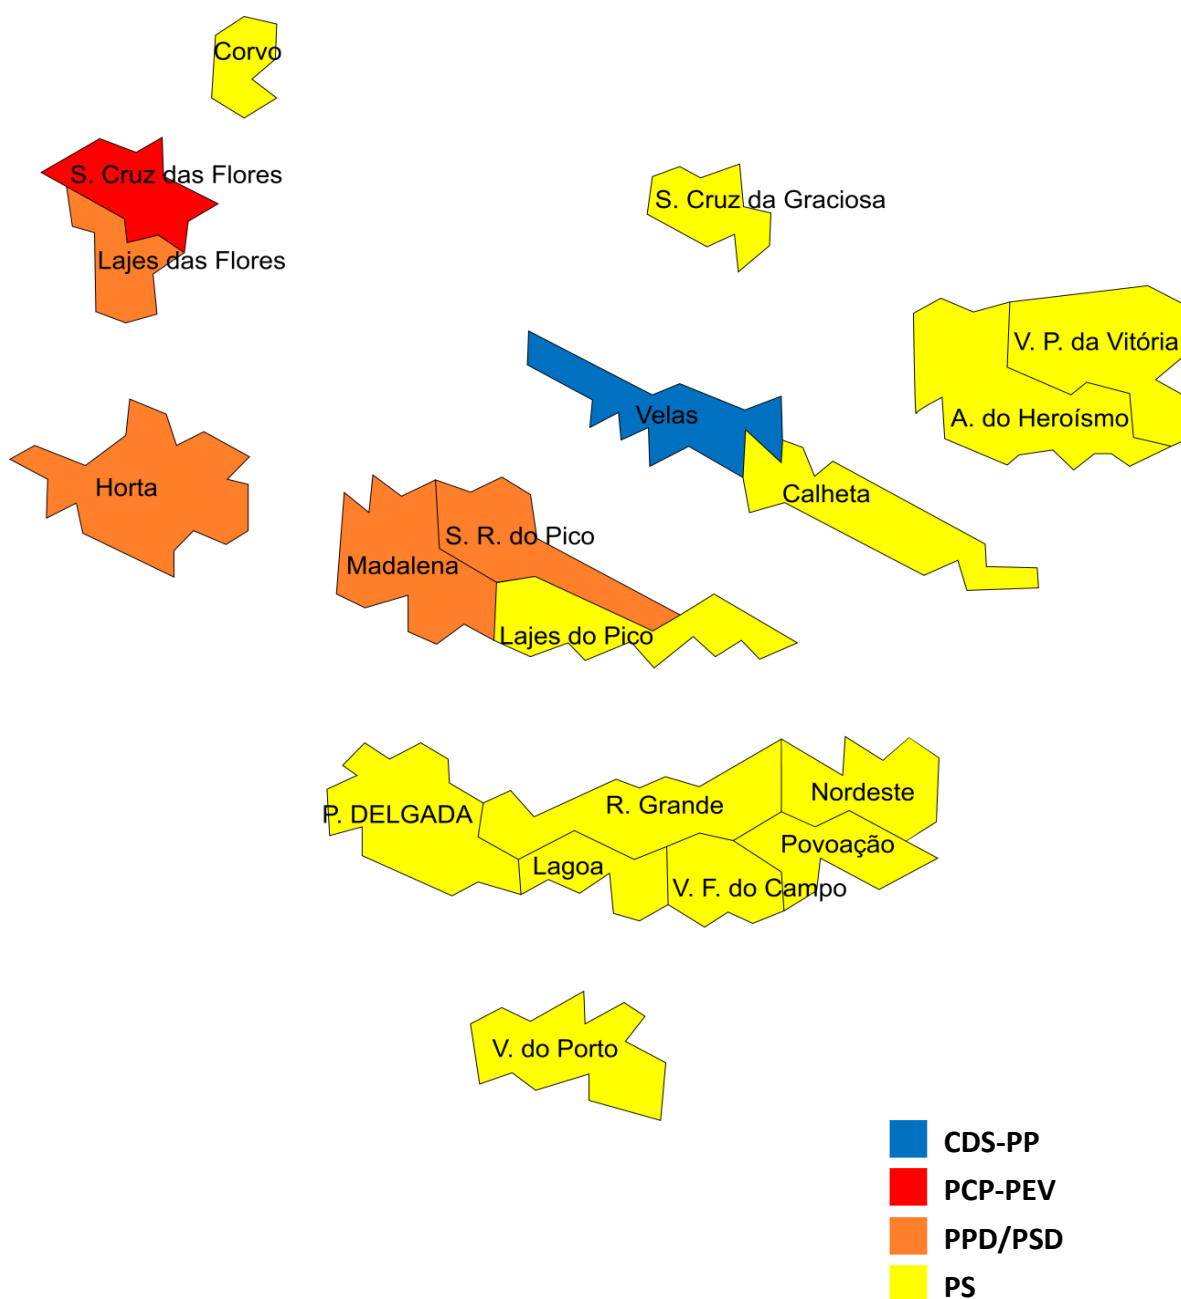 Corvo
S. Cruz das Flores
S. Cruz da Graciosa
Lajes das Flores
V. P. da Vitória
Velas
A. do Heroísmo
Horta
Calheta
S. R. do Pico
Madalena
Lajes do Pico
Nordeste
R. Grande
P. DELGADA
Povoação
Lagoa
V. F. do Campo
V. do Porto
CDS-PP
PCP-PEV
PPD/PSD
PS